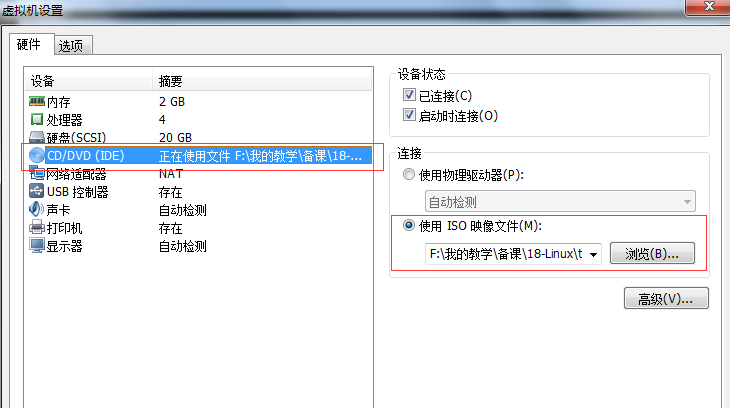 虚拟机设置
硬件 选项
设备 摘要
内存 2 GB
处理器 4
硬盘(SCSI) 20 GB
CD/DVD (IDE) 正在使用文件 F:\我的教学\备课\18-...
网络适配器 NAT
USB 控制器 存在
声卡 自动检测
打印机 存在
显示器 自动检测
设备状态
已连接(C)
启动时连接(O)
连接
使用物理驱动器(P):
自动检测
使用 ISO 映像文件(M):
F:\我的教学\备课\18-Linux\t 浏览(B)...
高级(V)...